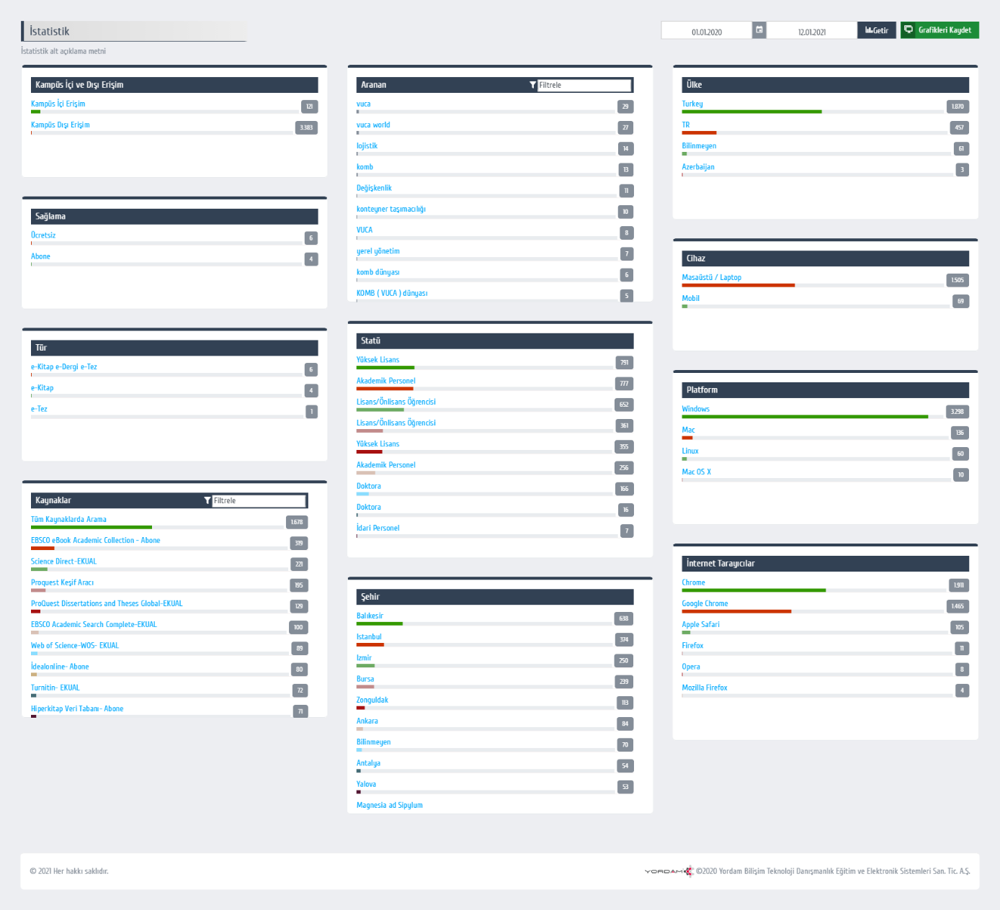 İstatistik
01.01.2020
12.01.2021
Getir
Grafikleri Kaydet
İstatistik alt açıklama metni
Kampüs İçi ve Dışı Erişim
Kampüs İçi Erişim 121
Kampüs Dışı Erişim 3.383
Sağlama
Ücretsiz 6
Abone 4
Tür
e-Kitap e-Dergi e-Tez 6
e-Kitap 4
e-Tez 1
Kaynaklar Filtrele
Tüm Kaynaklarda Arama 1.678
EBSCO eBook Academic Collection - Abone 319
Science Direct-EKUAL 221
Proquest Keşif Aracı 195
ProQuest Dissertations and Theses Global-EKUAL 129
EBSCO Academic Search Complete-EKUAL 100
Web of Science-WOS- EKUAL 89
İdealonline- Abone 80
Turnitin- EKUAL 72
Hiperkitap Veri Tabanı- Abone 71
Aranan Filtrele
vuca 29
vuca world 27
lojistik 14
komb 13
Değişkenlik 11
konteyner taşımacılığı 10
VUCA 8
yerel yönetim 7
komb dünyası 6
KOMB ( VUCA ) dünyası 5
Statü
Yüksek Lisans 791
Akademik Personel 777
Lisans/Önlisans Öğrencisi 652
Lisans/Önlisans Öğrencisi 361
Yüksek Lisans 355
Akademik Personel 256
Doktora 166
Doktora 16
İdari Personel 7
Şehir
Balıkesir 638
Istanbul 374
Izmir 250
Bursa 239
Zonguldak 113
Ankara 84
Bilinmeyen 70
Antalya 54
Yalova 53
Magnesia ad Sipylum
Ülke
Turkey 1.870
TR 457
Bilinmeyen 61
Azerbaijan 3
Cihaz
Masaüstü / Laptop 1.505
Mobil 69
Platform
Windows 3.298
Mac 136
Linux 60
Mac OS X 10
İnternet Tarayıcılar
Chrome 1.911
Google Chrome 1.465
Apple Safari 105
Firefox 11
Opera 8
Mozilla Firefox 4
© 2021 Her hakkı saklıdır.
YORDAM ©2020 Yordam Bilişim Teknoloji Danışmanlık Eğitim ve Elektronik Sistemleri San. Tic. A.Ş.